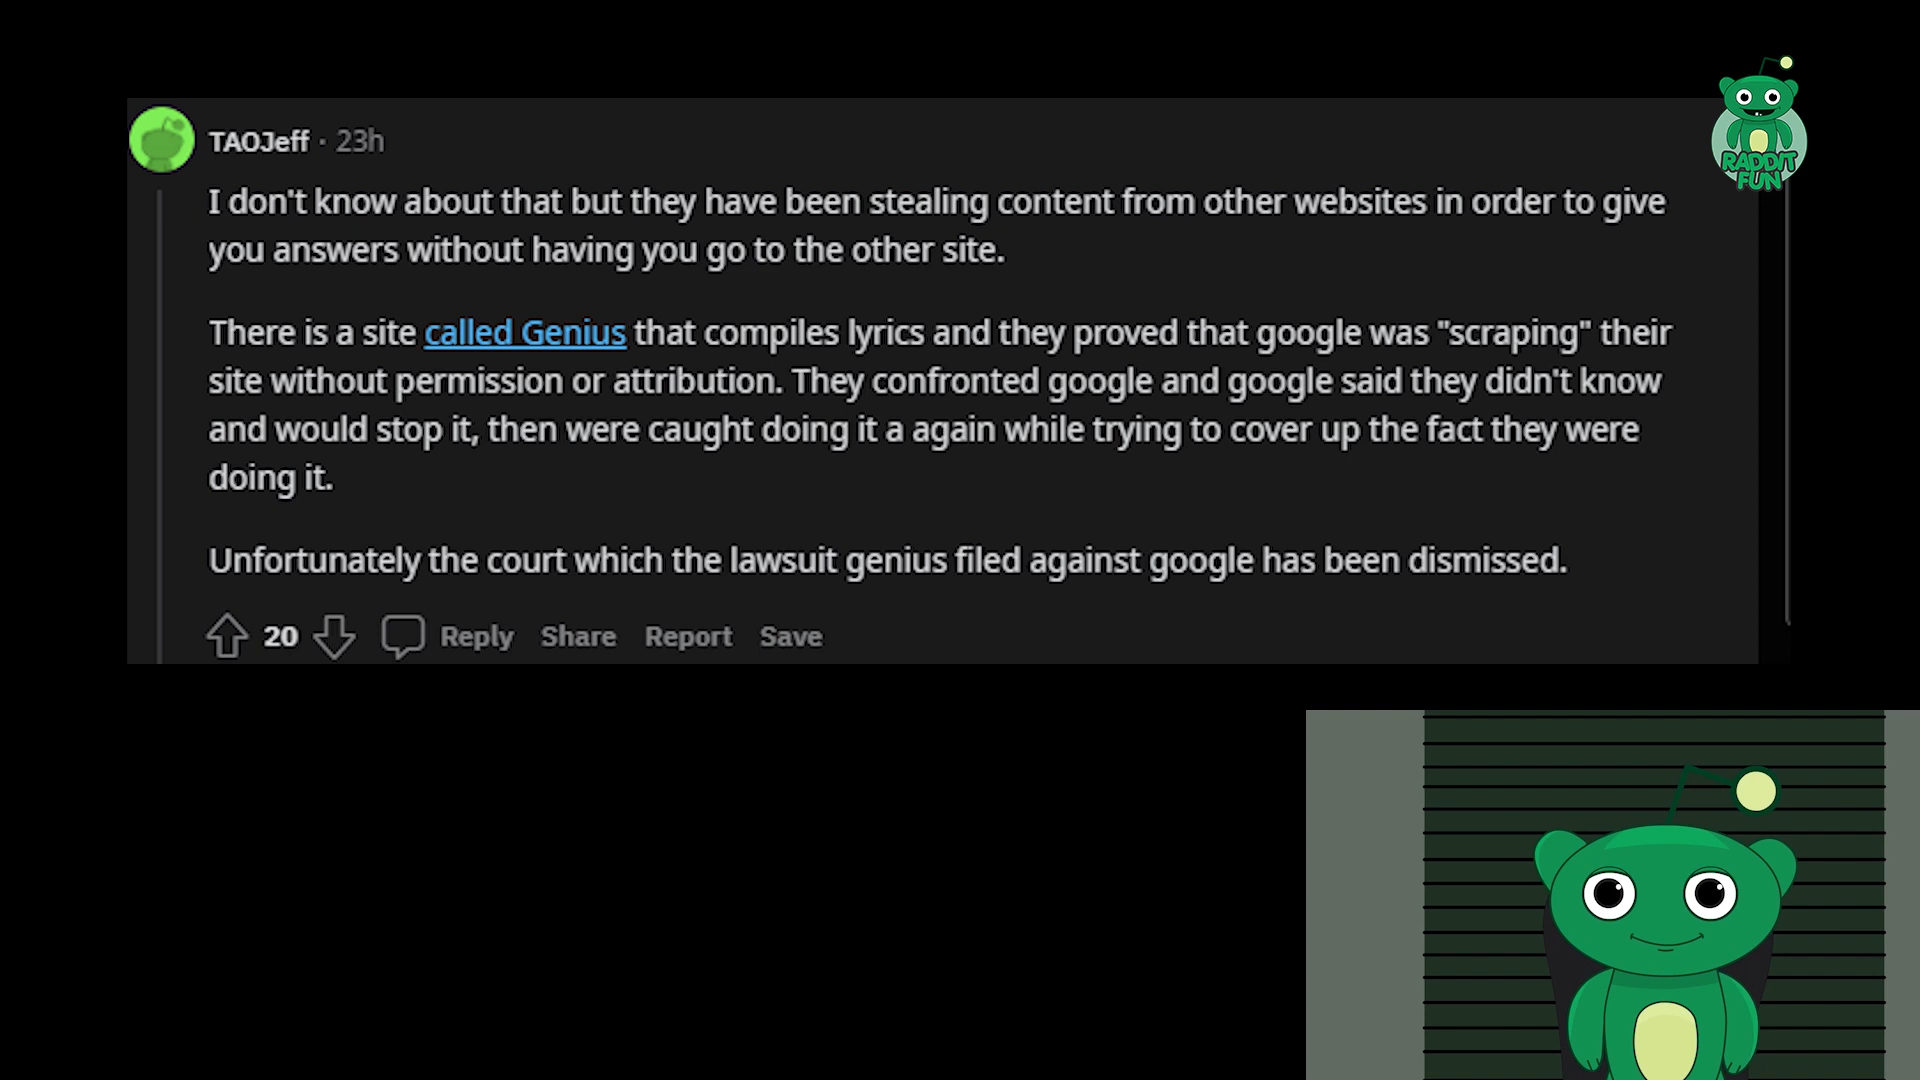 TAOJeff · 23h
RADDIT
FUN
I don't know about that but they have been stealing content from other websites in order to give
you answers without having you go to the other site.
There is a site called Genius that compiles lyrics and they proved that google was "scraping" their
site without permission or attribution. They confronted google and google said they didn't know
and would stop it, then were caught doing it a again while trying to cover up the fact they were
doing it.
Unfortunately the court which the lawsuit genius filed against google has been dismissed.
20 Reply Share Report Save